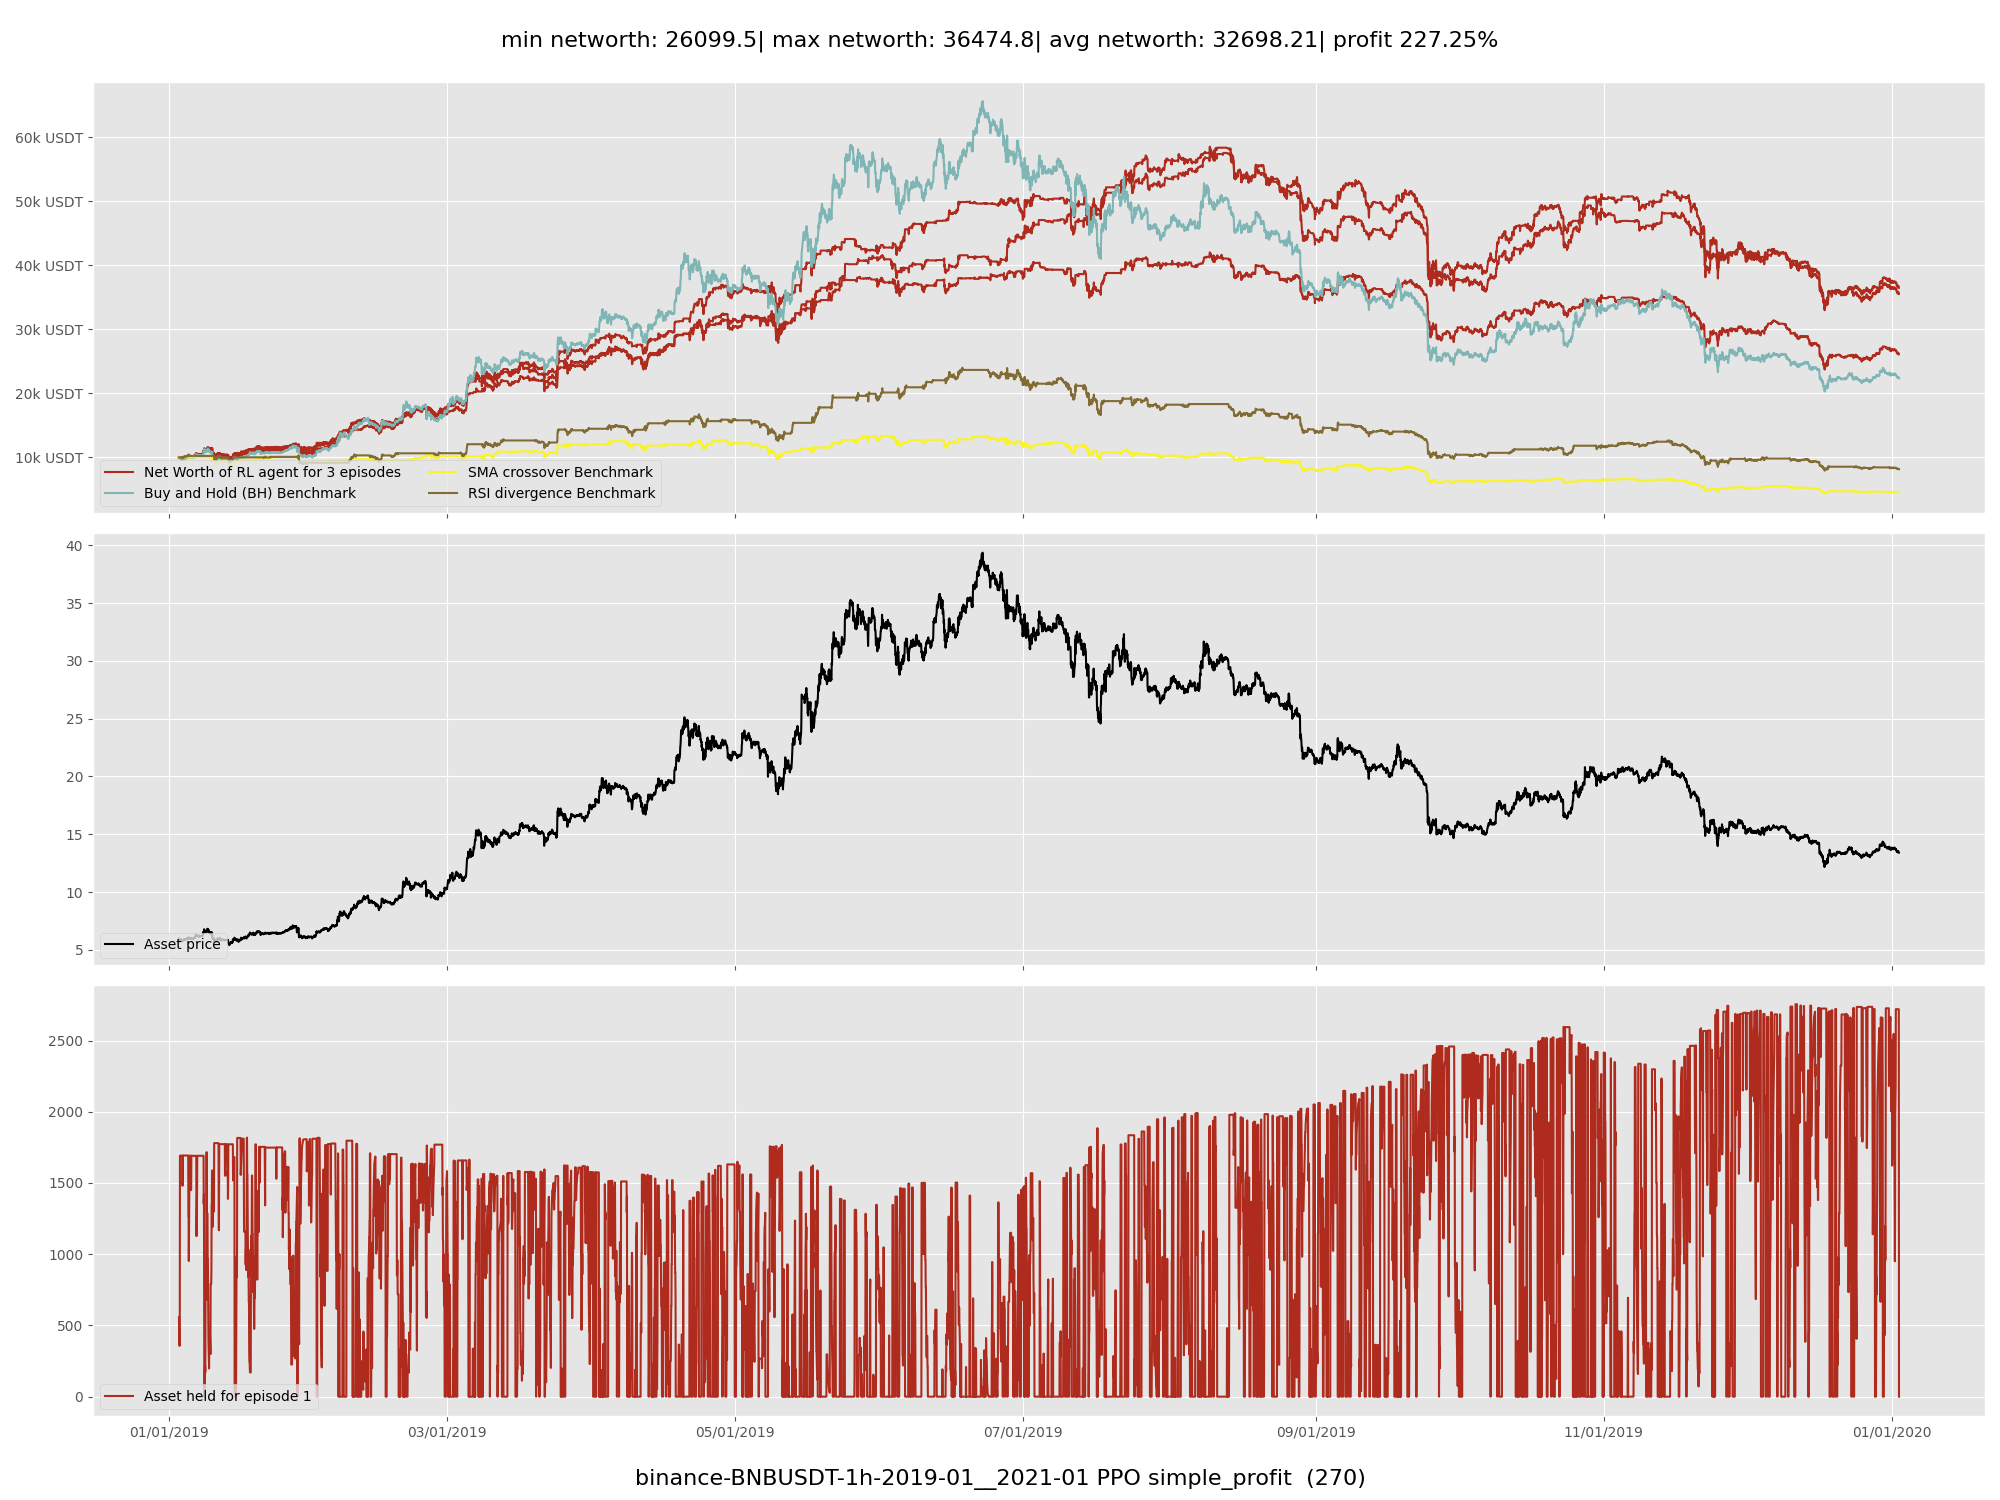 min networth: 26099.5| max networth: 36474.8| avg networth: 32698.21| profit 227.25%
60k USDT
50k USDT
40k USDT
30k USDT
20k USDT
10k USDT
Net Worth of RL agent for 3 episodes
Buy and Hold (BH) Benchmark
SMA crossover Benchmark
RSI divergence Benchmark
40
35
30
25
20
15
10
5
Asset price
2500
2000
1500
1000
500
0
Asset held for episode 1
01/01/2019
03/01/2019
05/01/2019
07/01/2019
09/01/2019
11/01/2019
01/01/2020
binance-BNBUSDT-1h-2019-01__2021-01 PPO simple_profit  (270)